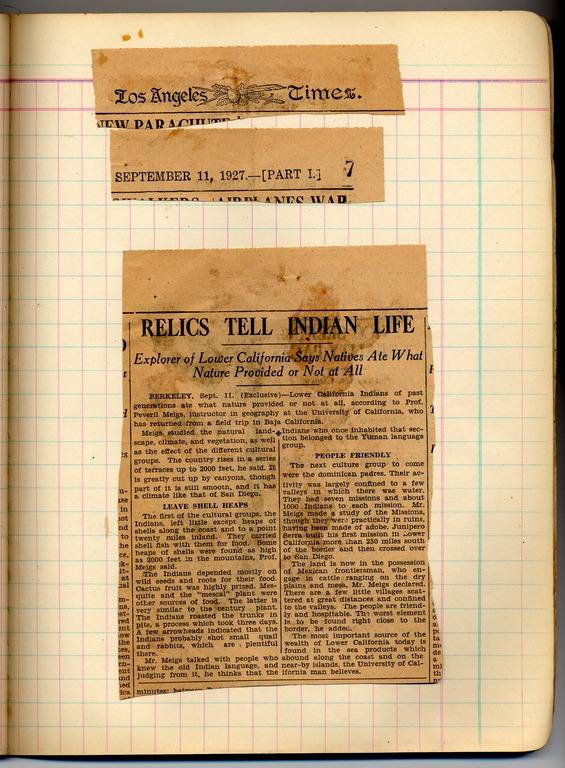 Los Angeles Times.
NEW PARACHUTE
SEPTEMBER 11, 1927.—[PART I.] 7
AIRPLANES WAR
RELICS TELL INDIAN LIFE
Explorer of Lower California Says Natives Ate What
Nature Provided or Not at All
BERKELEY, Sept. 11. (Exclusive)—Lower California Indians of past
generations ate what nature provided or not at all, according to Prof.
Peveril Meigs, instructor in geography at the University of California, who
has returned from a field trip in Baja California.
Meigs studied the natural land-
scape, climate, and vegetation, as well
as the effect of the different cultural
groups. The country rises in a series
of terraces up to 2000 feet, he said. It
is greatly cut up by canyons, though
part of it is still smooth, and it has
a climate like that of San Diego.
LEAVE SHELL HEAPS
The first of the cultural groups, the
Indians, left little except heaps of
shells along the coast and to a point
twenty miles inland. They carried
shell fish with them for food. Some
heaps of shells were found as high
as 2000 feet in the mountains, Prof.
Meigs said.
The Indians depended mostly on
wild seeds and roots for their food.
Cactus fruit was highly prized. Mes-
quite and the "mescal" plant were
other sources of food. The latter is
very similar to the century plant.
The Indians roasted the trunks in
pits, a process which took three days.
A few arrowheads indicated that the
Indians probably shot small quail
and rabbits, which are plentiful
there.
Mr. Meigs talked with people who
knew the old Indian language, and
judging from it, he thinks that the
Indians who once inhabited that sec-
tion belonged to the Yuman language
group.
PEOPLE FRIENDLY
The next culture group to come
were the dominican padres. Their ac-
tivity was largely confined to a few
valleys in which there was water.
They had seven missions and about
1000 Indians to each mission. Mr.
Meigs made a study of the Missions,
though they were practically in ruins,
having been made of adobe. Junipero
Serra built his first mission in Lower
California more than 250 miles south
of the border and then crossed over
to San Diego.
The land is now in the possession
of Mexican frontiersman, who en-
gage in cattle ranging on the dry
plains and mesa, Mr. Meigs declared.
There are a few little villages scat-
tered at great distances and confined
to the valleys. The people are friend-
ly and hospitable. The worst element
is to be found right close to the
border, he added.
The most important source of the
wealth of Lower California today is
found in the sea products which
abound along the coast and on the
near-by islands, the University of Cal-
ifornia man believes.
minutes: between